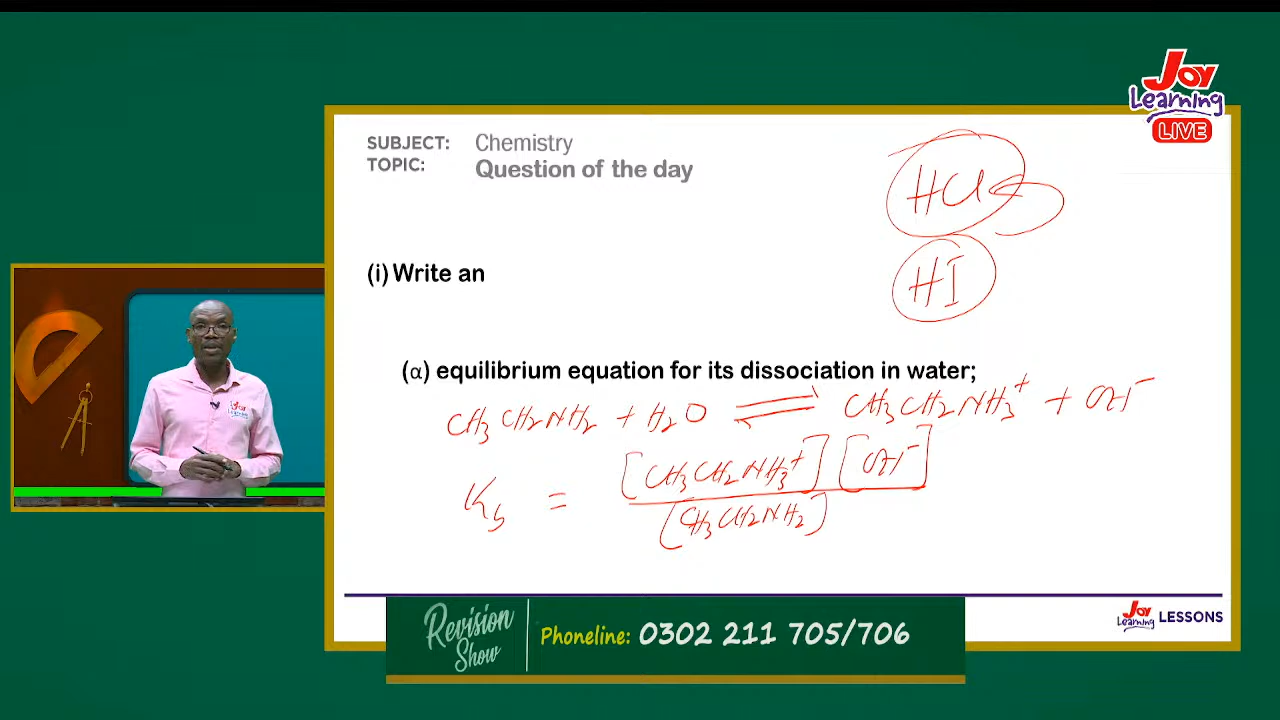 Joy
Learning
LIVE
SUBJECT: Chemistry
TOPIC: Question of the day
HCl
HI
(i) Write an
(α) equilibrium equation for its dissociation in water;
CH₃CH₂NH₂ + H₂O ⇌ CH₃CH₂NH₃⁺ + OH⁻
K_b = [CH₃CH₂NH₃⁺][OH⁻]
[CH₃CH₂NH₂]
Joy Learning LESSONS
Revision Show
Phoneline: 0302 211 705/706